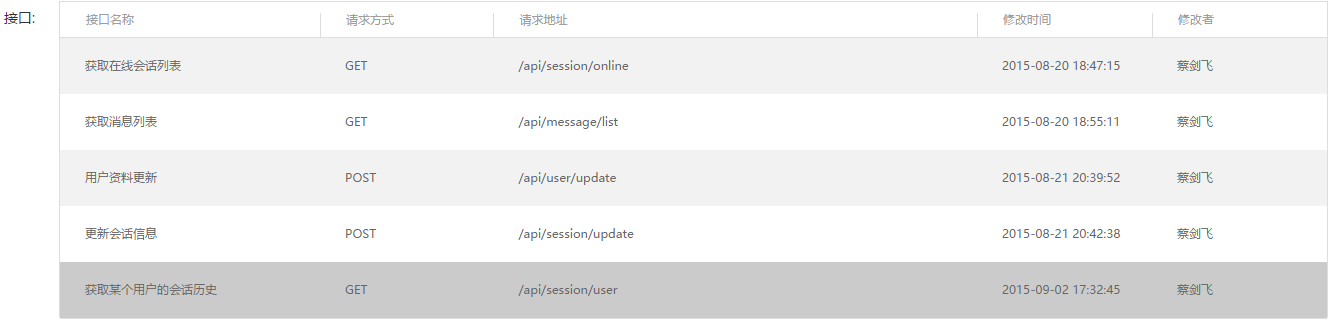 接口: 接口名称 请求方式 请求地址 修改时间 修改者
获取在线会话列表 GET /api/session/online 2015-08-20 18:47:15 蔡剑飞
获取消息列表 GET /api/message/list 2015-08-20 18:55:11 蔡剑飞
用户资料更新 POST /api/user/update 2015-08-21 20:39:52 蔡剑飞
更新会话信息 POST /api/session/update 2015-08-21 20:42:38 蔡剑飞
获取某个用户的会话历史 GET /api/session/user 2015-09-02 17:32:45 蔡剑飞